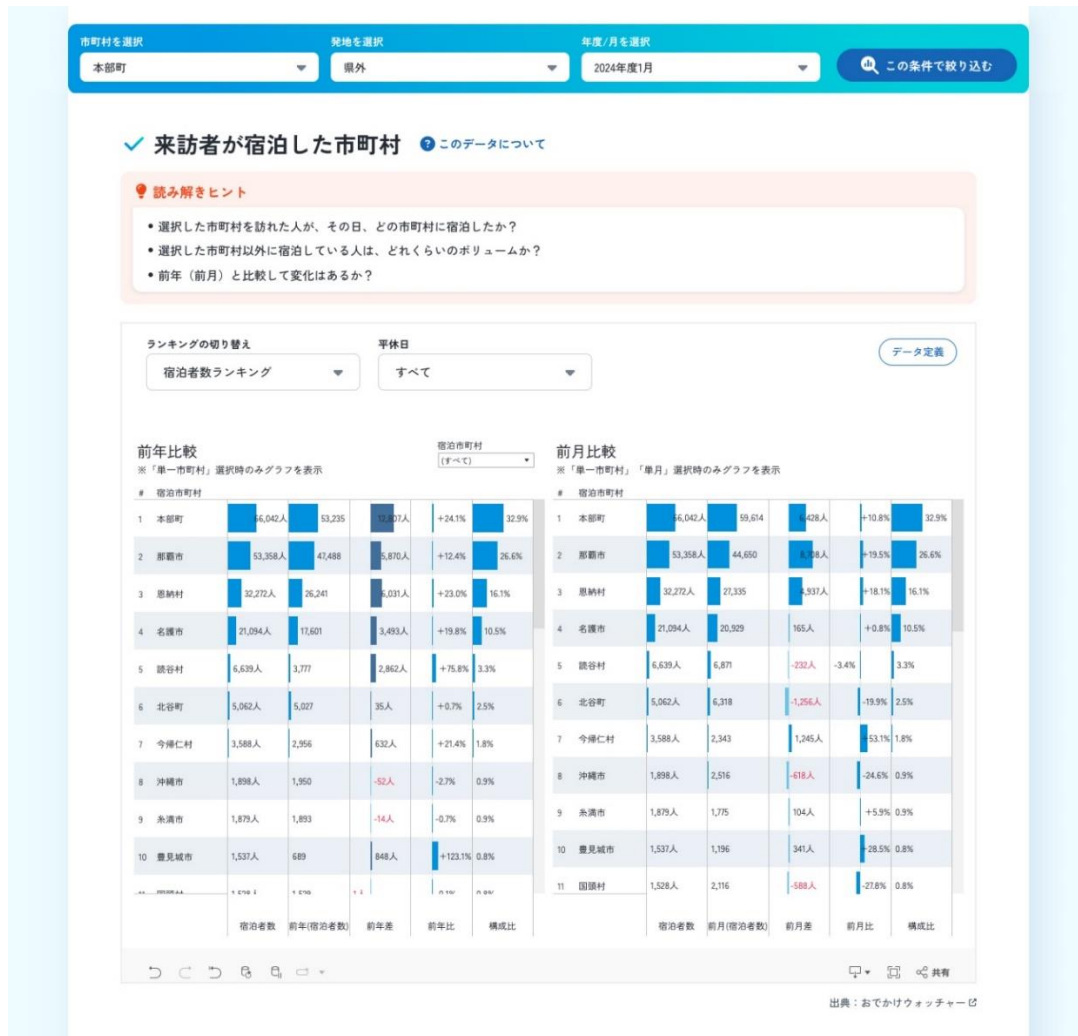 市町村を選択 発地を選択 年度/月を選択
本部町 県外 2024年度1月 この条件で絞り込む
来訪者が宿泊した市町村 このデータについて
読み解きヒント
• 選択した市町村を訪れた人が、その日、どの市町村に宿泊したか？
• 選択した市町村以外に宿泊している人は、どれくらいのボリュームか？
• 前年（前月）と比較して変化はあるか？
ランキングの切り替え 平休日
宿泊者数ランキング すべて データ定義
前年比較
※「単一市町村」選択時のみグラフを表示
宿泊市町村
(すべて)
# 宿泊市町村
1 本部町 66,042人 53,235 12,807人 +24.1% 32.9%
2 那覇市 53,358人 47,488 5,870人 +12.4% 26.6%
3 恩納村 32,272人 26,241 6,031人 +23.0% 16.1%
4 名護市 21,094人 17,601 3,493人 +19.8% 10.5%
5 読谷村 6,639人 3,777 2,862人 +75.8% 3.3%
6 北谷町 5,062人 5,027 35人 +0.7% 2.5%
7 今帰仁村 3,588人 2,956 632人 +21.4% 1.8%
8 沖縄市 1,898人 1,950 -52人 -2.7% 0.9%
9 糸満市 1,879人 1,893 -14人 -0.7% 0.9%
10 豊見城市 1,537人 689 848人 +123.1% 0.8%
宿泊者数 前年(宿泊者数) 前年差 前年比 構成比
前月比較
※「単一市町村」「単月」選択時のみグラフを表示
# 宿泊市町村
1 本部町 66,042人 59,614 6,428人 +10.8% 32.9%
2 那覇市 53,358人 44,650 8,708人 +19.5% 26.6%
3 恩納村 32,272人 27,335 4,937人 +18.1% 16.1%
4 名護市 21,094人 20,929 165人 +0.8% 10.5%
5 読谷村 6,639人 6,871 -232人 -3.4% 3.3%
6 北谷町 5,062人 6,318 -1,256人 -19.9% 2.5%
7 今帰仁村 3,588人 2,343 1,245人 +53.1% 1.8%
8 沖縄市 1,898人 2,516 -618人 -24.6% 0.9%
9 糸満市 1,879人 1,775 104人 +5.9% 0.9%
10 豊見城市 1,537人 1,196 341人 +28.5% 0.8%
11 国頭村 1,528人 2,116 -588人 -27.8% 0.8%
宿泊者数 前月(宿泊者数) 前月差 前月比 構成比
共有
出典：おでかけウォッチャー